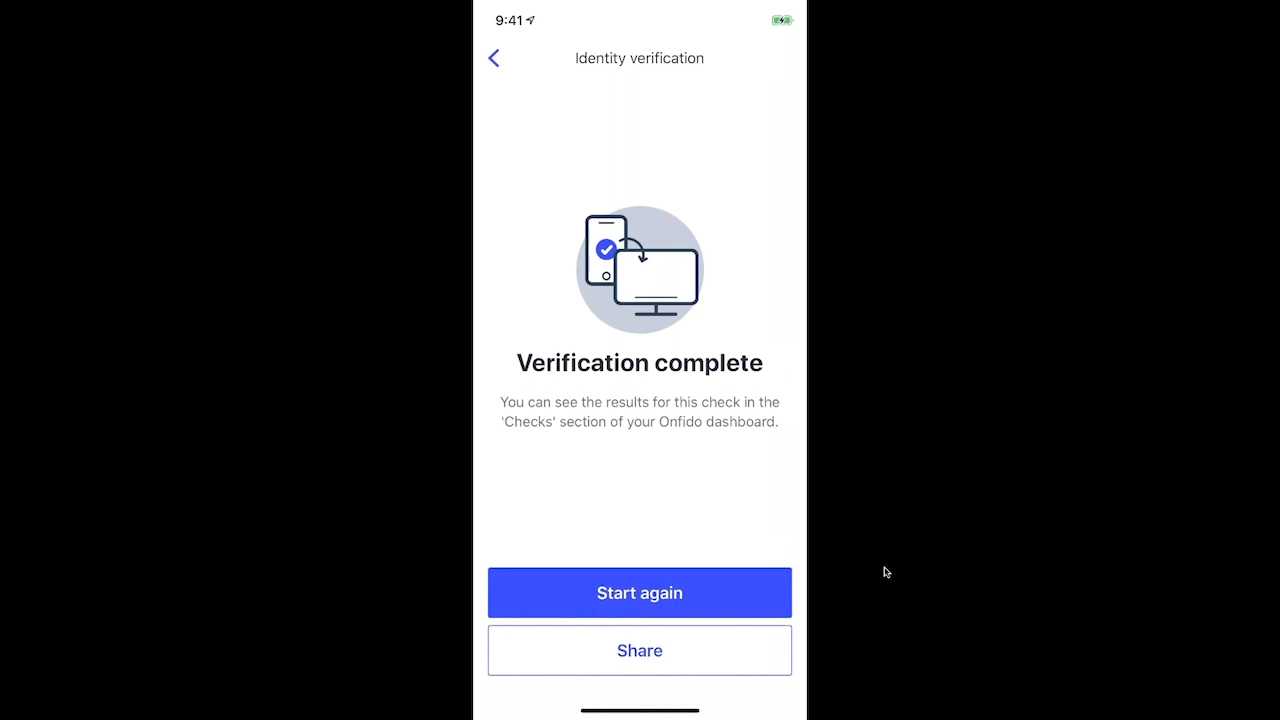 9:41
Identity verification
Verification complete
You can see the results for this check in the
'Checks' section of your Onfido dashboard.
Start again
Share